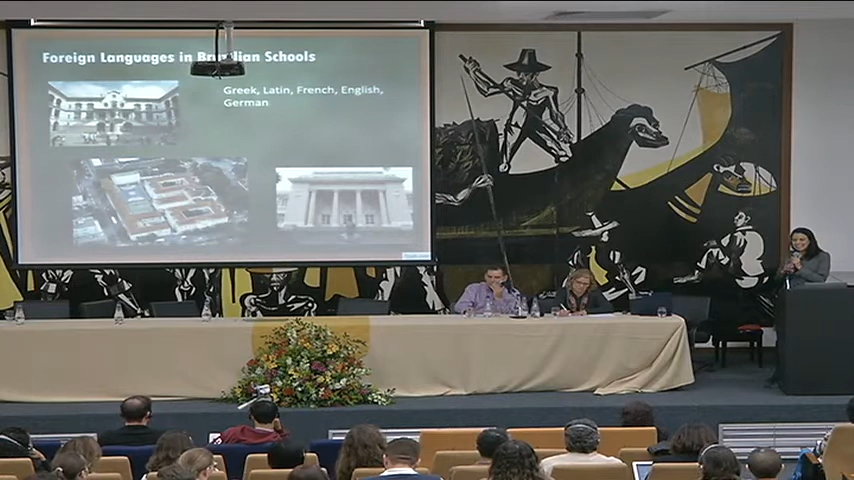 Foreign Languages in Brazilian Schools
Greek, Latin, French, English,
German